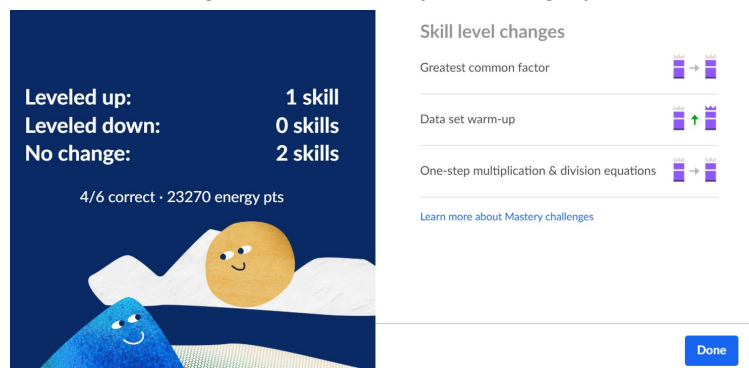 Leveled up: 1 skill
Leveled down: 0 skills
No change: 2 skills
4/6 correct · 23270 energy pts
Skill level changes
Greatest common factor
Data set warm-up
One-step multiplication & division equations
Learn more about Mastery challenges
Done